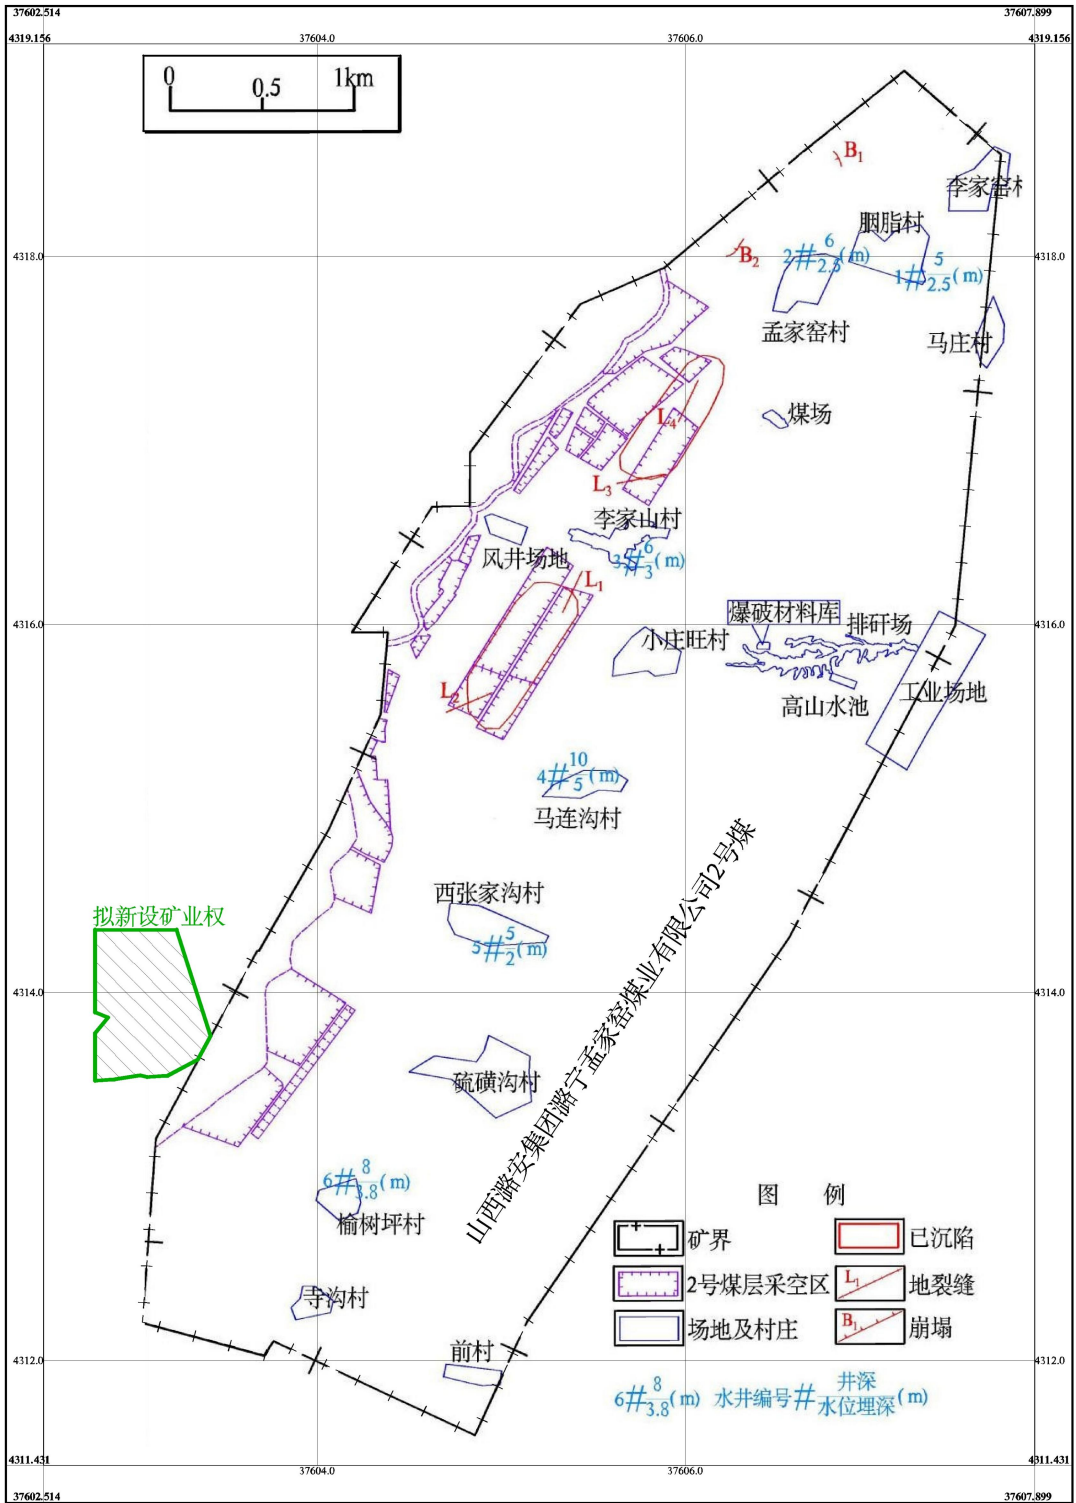 37602.514
37607.899
4319.156
37604.0
37606.0
4319.156
0
0.5
1km
B1
李家窑村
胭脂村
4318.0
B2
2# 6/2.5(m)
1# 5/2.5(m)
4318.0
孟家窑村
马庄村
L4
煤场
L3
李家山村
风井场地
3# 6/3(m)
L1
爆破材料库
排矸场
4316.0
小庄旺村
4316.0
L2
高山水池
工业场地
4# 10/5(m)
马连沟村
西张家沟村
5# 5/2(m)
拟新设矿业权
山西潞安集团潞宁孟家窑煤业有限公司2号煤
4314.0
4314.0
硫磺沟村
6# 8/3.8(m)
榆树坪村
寺沟村
前村
图 例
矿界
已沉陷
2号煤层采空区
L1
地裂缝
场地及村庄
B1
崩塌
4312.0
4312.0
6# 8/3.8(m) 水井编号# 井深/水位埋深(m)
4311.431
37604.0
37606.0
4311.431
37602.514
37607.899